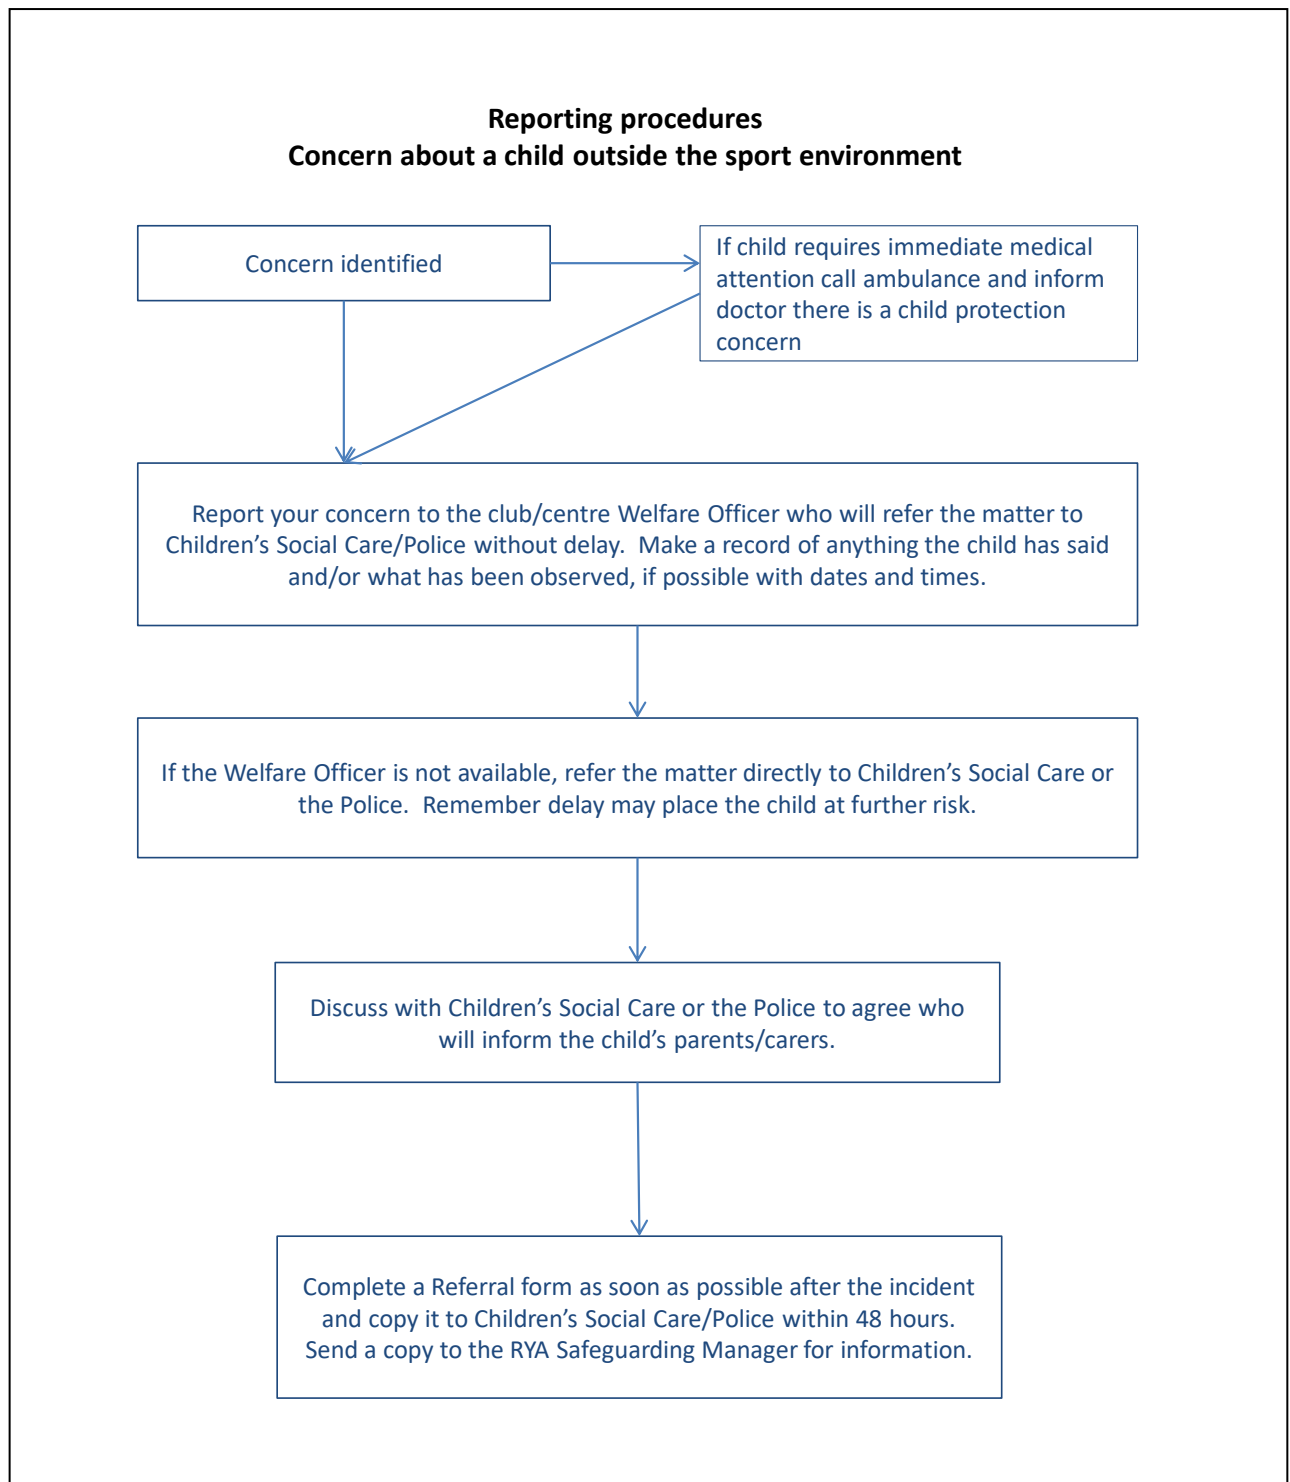 Reporting procedures
Concern about a child outside the sport environment
Concern identified
If child requires immediate medical
attention call ambulance and inform
doctor there is a child protection
concern
Report your concern to the club/centre Welfare Officer who will refer the matter to
Children’s Social Care/Police without delay.  Make a record of anything the child has said
and/or what has been observed, if possible with dates and times.
If the Welfare Officer is not available, refer the matter directly to Children’s Social Care or
the Police.  Remember delay may place the child at further risk.
Discuss with Children’s Social Care or the Police to agree who
will inform the child’s parents/carers.
Complete a Referral form as soon as possible after the incident
and copy it to Children’s Social Care/Police within 48 hours.
Send a copy to the RYA Safeguarding Manager for information.